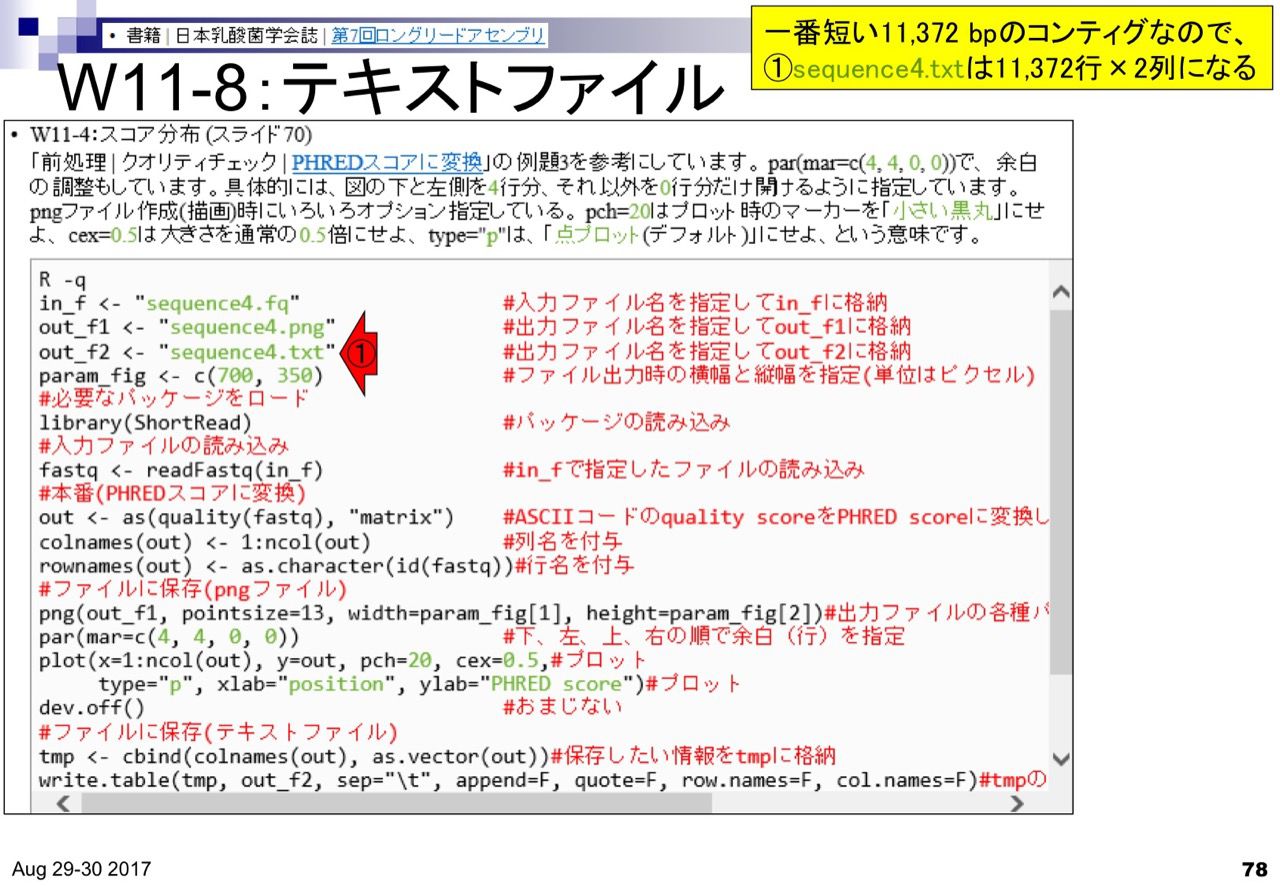 • 書籍 | 日本乳酸菌学会誌 | 第7回ロングリードアセンブリ
一番短い11,372 bpのコンティグなので、
①sequence4.txtは11,372行×2列になる
W11-8：テキストファイル
• W11-4：スコア分布 (スライド70)
「前処理 | クオリティチェック | PHREDスコアに変換」の例題3を参考にしています。par(mar=c(4, 4, 0, 0))で、余白
の調整もしています。具体的には、図の下と左側を4行分、それ以外を0行分だけ開けるように指定しています。
pngファイル作成(描画)時にいろいろオプション指定している。pch=20はプロット時のマーカーを「小さい黒丸」にせ
よ、cex=0.5は大きさを通常の0.5倍にせよ、type="p"は、「点プロット(デフォルト)」にせよ、という意味です。
R -q
in_f <- "sequence4.fq" #入力ファイル名を指定してin_fに格納
out_f1 <- "sequence4.png" #出力ファイル名を指定してout_f1に格納
out_f2 <- "sequence4.txt" ① #出力ファイル名を指定してout_f2に格納
param_fig <- c(700, 350) #ファイル出力時の横幅と縦幅を指定(単位はピクセル)
#必要なパッケージをロード
library(ShortRead) #パッケージの読み込み
#入力ファイルの読み込み
fastq <- readFastq(in_f) #in_fで指定したファイルの読み込み
#本番(PHREDスコアに変換)
out <- as(quality(fastq), "matrix") #ASCIIコードのquality scoreをPHRED scoreに変換し
colnames(out) <- 1:ncol(out) #列名を付与
rownames(out) <- as.character(id(fastq))#行名を付与
#ファイルに保存(pngファイル)
png(out_f1, pointsize=13, width=param_fig[1], height=param_fig[2])#出力ファイルの各種パ
par(mar=c(4, 4, 0, 0)) #下、左、上、右の順で余白（行）を指定
plot(x=1:ncol(out), y=out, pch=20, cex=0.5,#プロット
type="p", xlab="position", ylab="PHRED score")#プロット
dev.off() #おまじない
#ファイルに保存(テキストファイル)
tmp <- cbind(colnames(out), as.vector(out))#保存したい情報をtmpに格納
write.table(tmp, out_f2, sep="\t", append=F, quote=F, row.names=F, col.names=F)#tmpの
Aug 29-30 2017
78